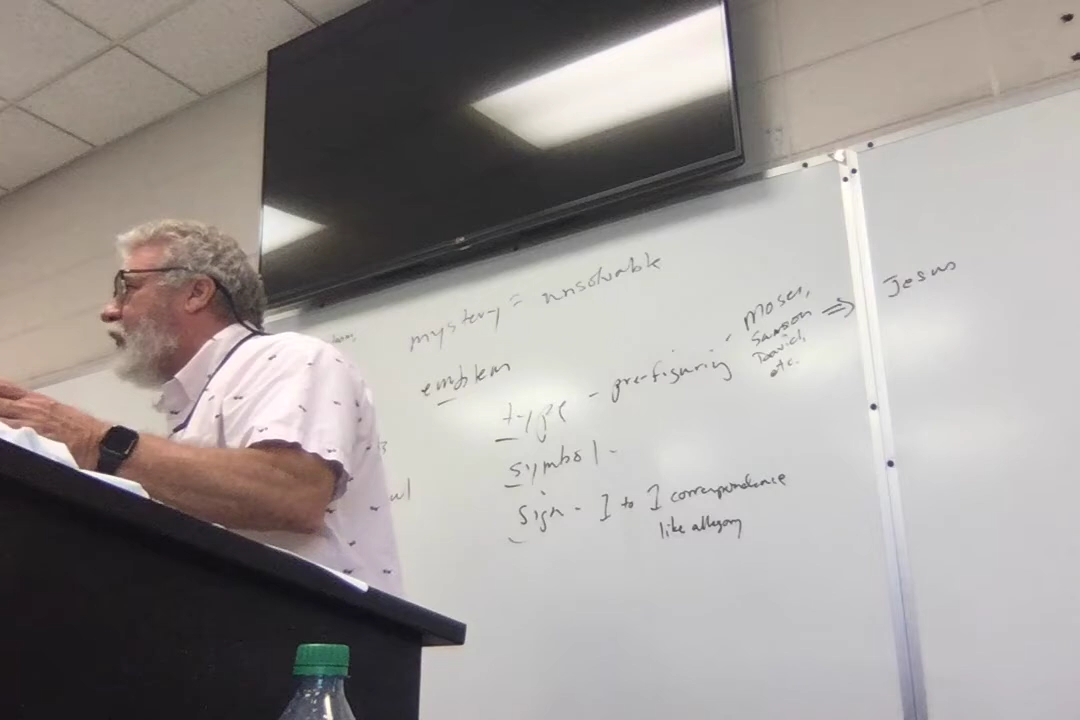 mystery = unsolvable
emblem
type - pre-figuring
Moses,
Samson
David,
etc.
⇒ Jesus
symbol.
sign - 1 to 1 correspondence
like allegory